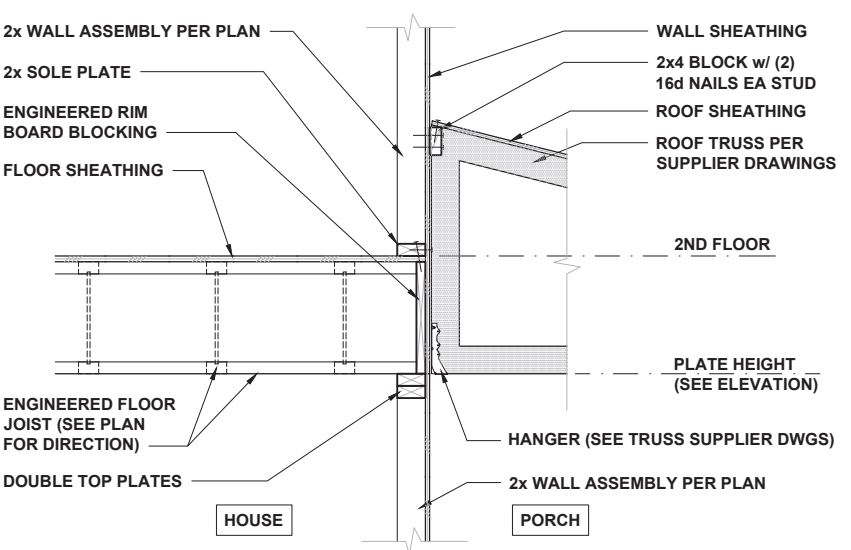 2x WALL ASSEMBLY PER PLAN
2x SOLE PLATE
ENGINEERED RIM
BOARD BLOCKING
FLOOR SHEATHING
ENGINEERED FLOOR
JOIST (SEE PLAN
FOR DIRECTION)
DOUBLE TOP PLATES
HOUSE
WALL SHEATHING
2x4 BLOCK w/ (2)
16d NAILS EA STUD
ROOF SHEATHING
ROOF TRUSS PER
SUPPLIER DRAWINGS
2ND FLOOR
PLATE HEIGHT
(SEE ELEVATION)
HANGER (SEE TRUSS SUPPLIER DWGS)
2x WALL ASSEMBLY PER PLAN
PORCH